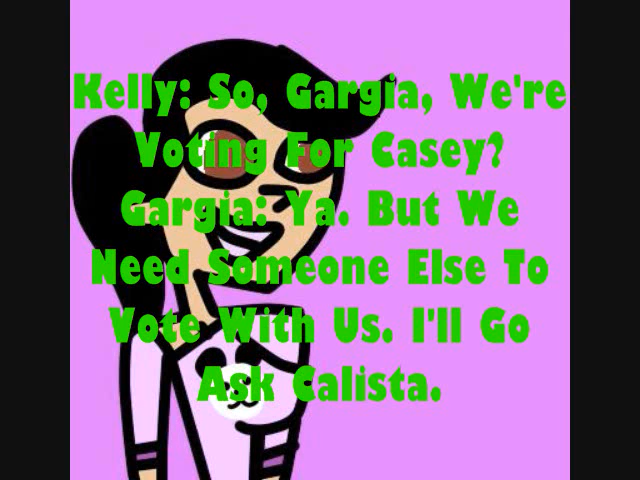 Kelly: So, Gargia, We're
Voting For Casey?
Gargia: Ya. But We
Need Someone Else To
Vote With Us. I'll Go
Ask Calista.